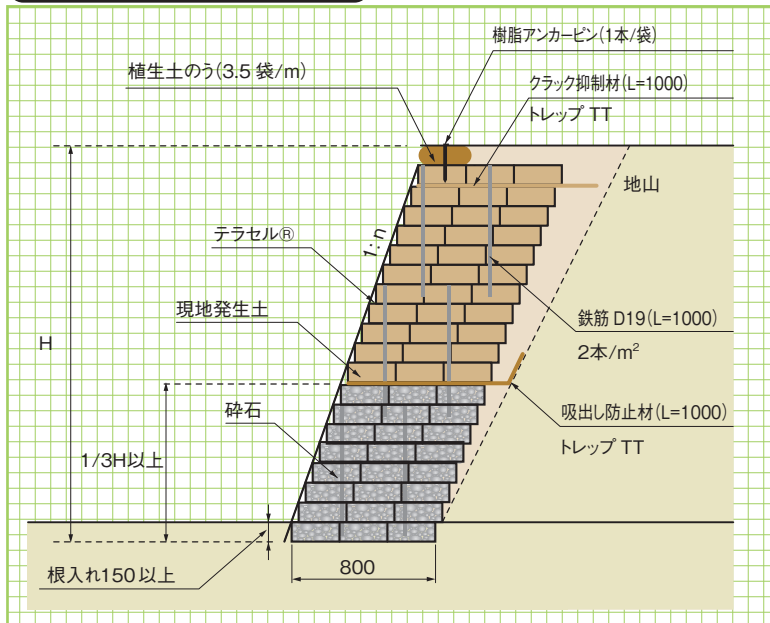 樹脂アンカーピン(1本/袋)
植生土のう(3.5 袋/m)
クラック抑制材(L=1000)
トレップ TT
地山
1:n
テラセル®
現地発生土
H
鉄筋 D19(L=1000)
2本/m²
砕石
吸出し防止材(L=1000)
トレップ TT
1/3H以上
800
根入れ150以上